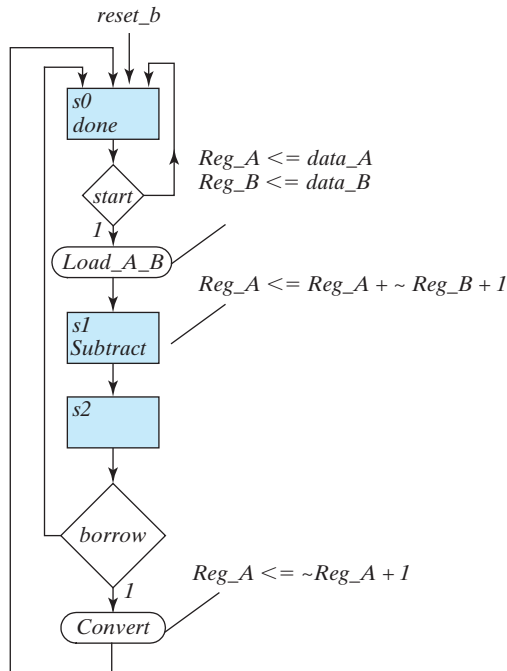 reset_b
s0
done
Reg_A <= data_A
Reg_B <= data_B
start
1
Load_A_B
Reg_A <= Reg_A + ~ Reg_B + 1
s1
Subtract
s2
borrow
Reg_A <= ~Reg_A + 1
1
Convert